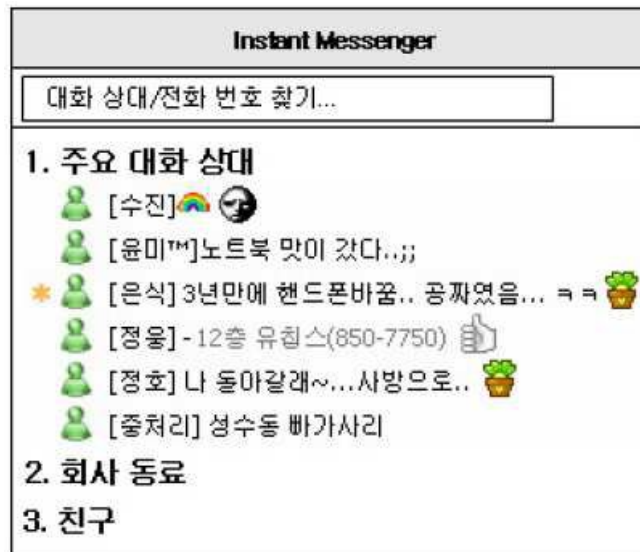 Instant Messenger
대화 상대/전화 번호 찾기...
1. 주요 대화 상대
[수진]
[윤미™]노트북 맛이 갔다..;;
[은식] 3년만에 핸드폰바꿈.. 공짜였음... ㅋㅋ
[정웅] - 12층 유칩스(850-7750)
[정호] 나 돌아갈래~...사방으로..
[중처리] 성수동 빠가사리
2. 회사 동료
3. 친구